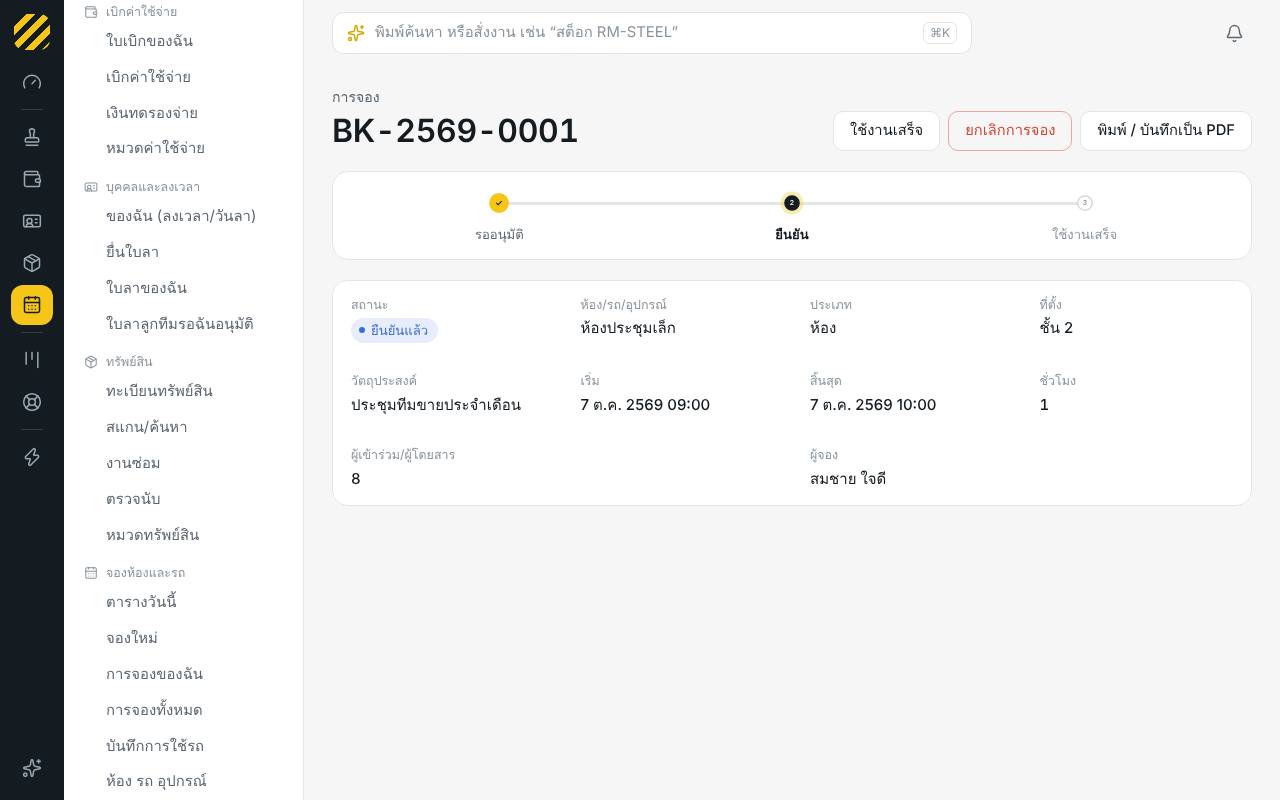 เบิกค่าใช้จ่าย
ใบเบิกของฉัน
เบิกค่าใช้จ่าย
เงินทดรองจ่าย
หมวดค่าใช้จ่าย
บุคคลและลงเวลา
ของฉัน (ลงเวลา/วันลา)
ยื่นใบลา
ใบลาของฉัน
ใบลาลูกทีมรอฉันอนุมัติ
ทรัพย์สิน
ทะเบียนทรัพย์สิน
สแกน/ค้นหา
งานซ่อม
ตรวจนับ
หมวดทรัพย์สิน
จองห้องและรถ
ตารางวันนี้
จองใหม่
การจองของฉัน
การจองทั้งหมด
บันทึกการใช้รถ
ห้อง รถ อุปกรณ์
พิมพ์ค้นหา หรือสั่งงาน เช่น “สต็อก RM-STEEL” ⌘K
การจอง
BK-2569-0001
ใช้งานเสร็จ ยกเลิกการจอง พิมพ์ / บันทึกเป็น PDF
2 3
รออนุมัติ ยืนยัน ใช้งานเสร็จ
สถานะ ห้อง/รถ/อุปกรณ์ ประเภท ที่ตั้ง
ยืนยันแล้ว ห้องประชุมเล็ก ห้อง ชั้น 2
วัตถุประสงค์ เริ่ม สิ้นสุด ชั่วโมง
ประชุมทีมขายประจำเดือน 7 ต.ค. 2569 09:00 7 ต.ค. 2569 10:00 1
ผู้เข้าร่วม/ผู้โดยสาร ผู้จอง
8 สมชาย ใจดี